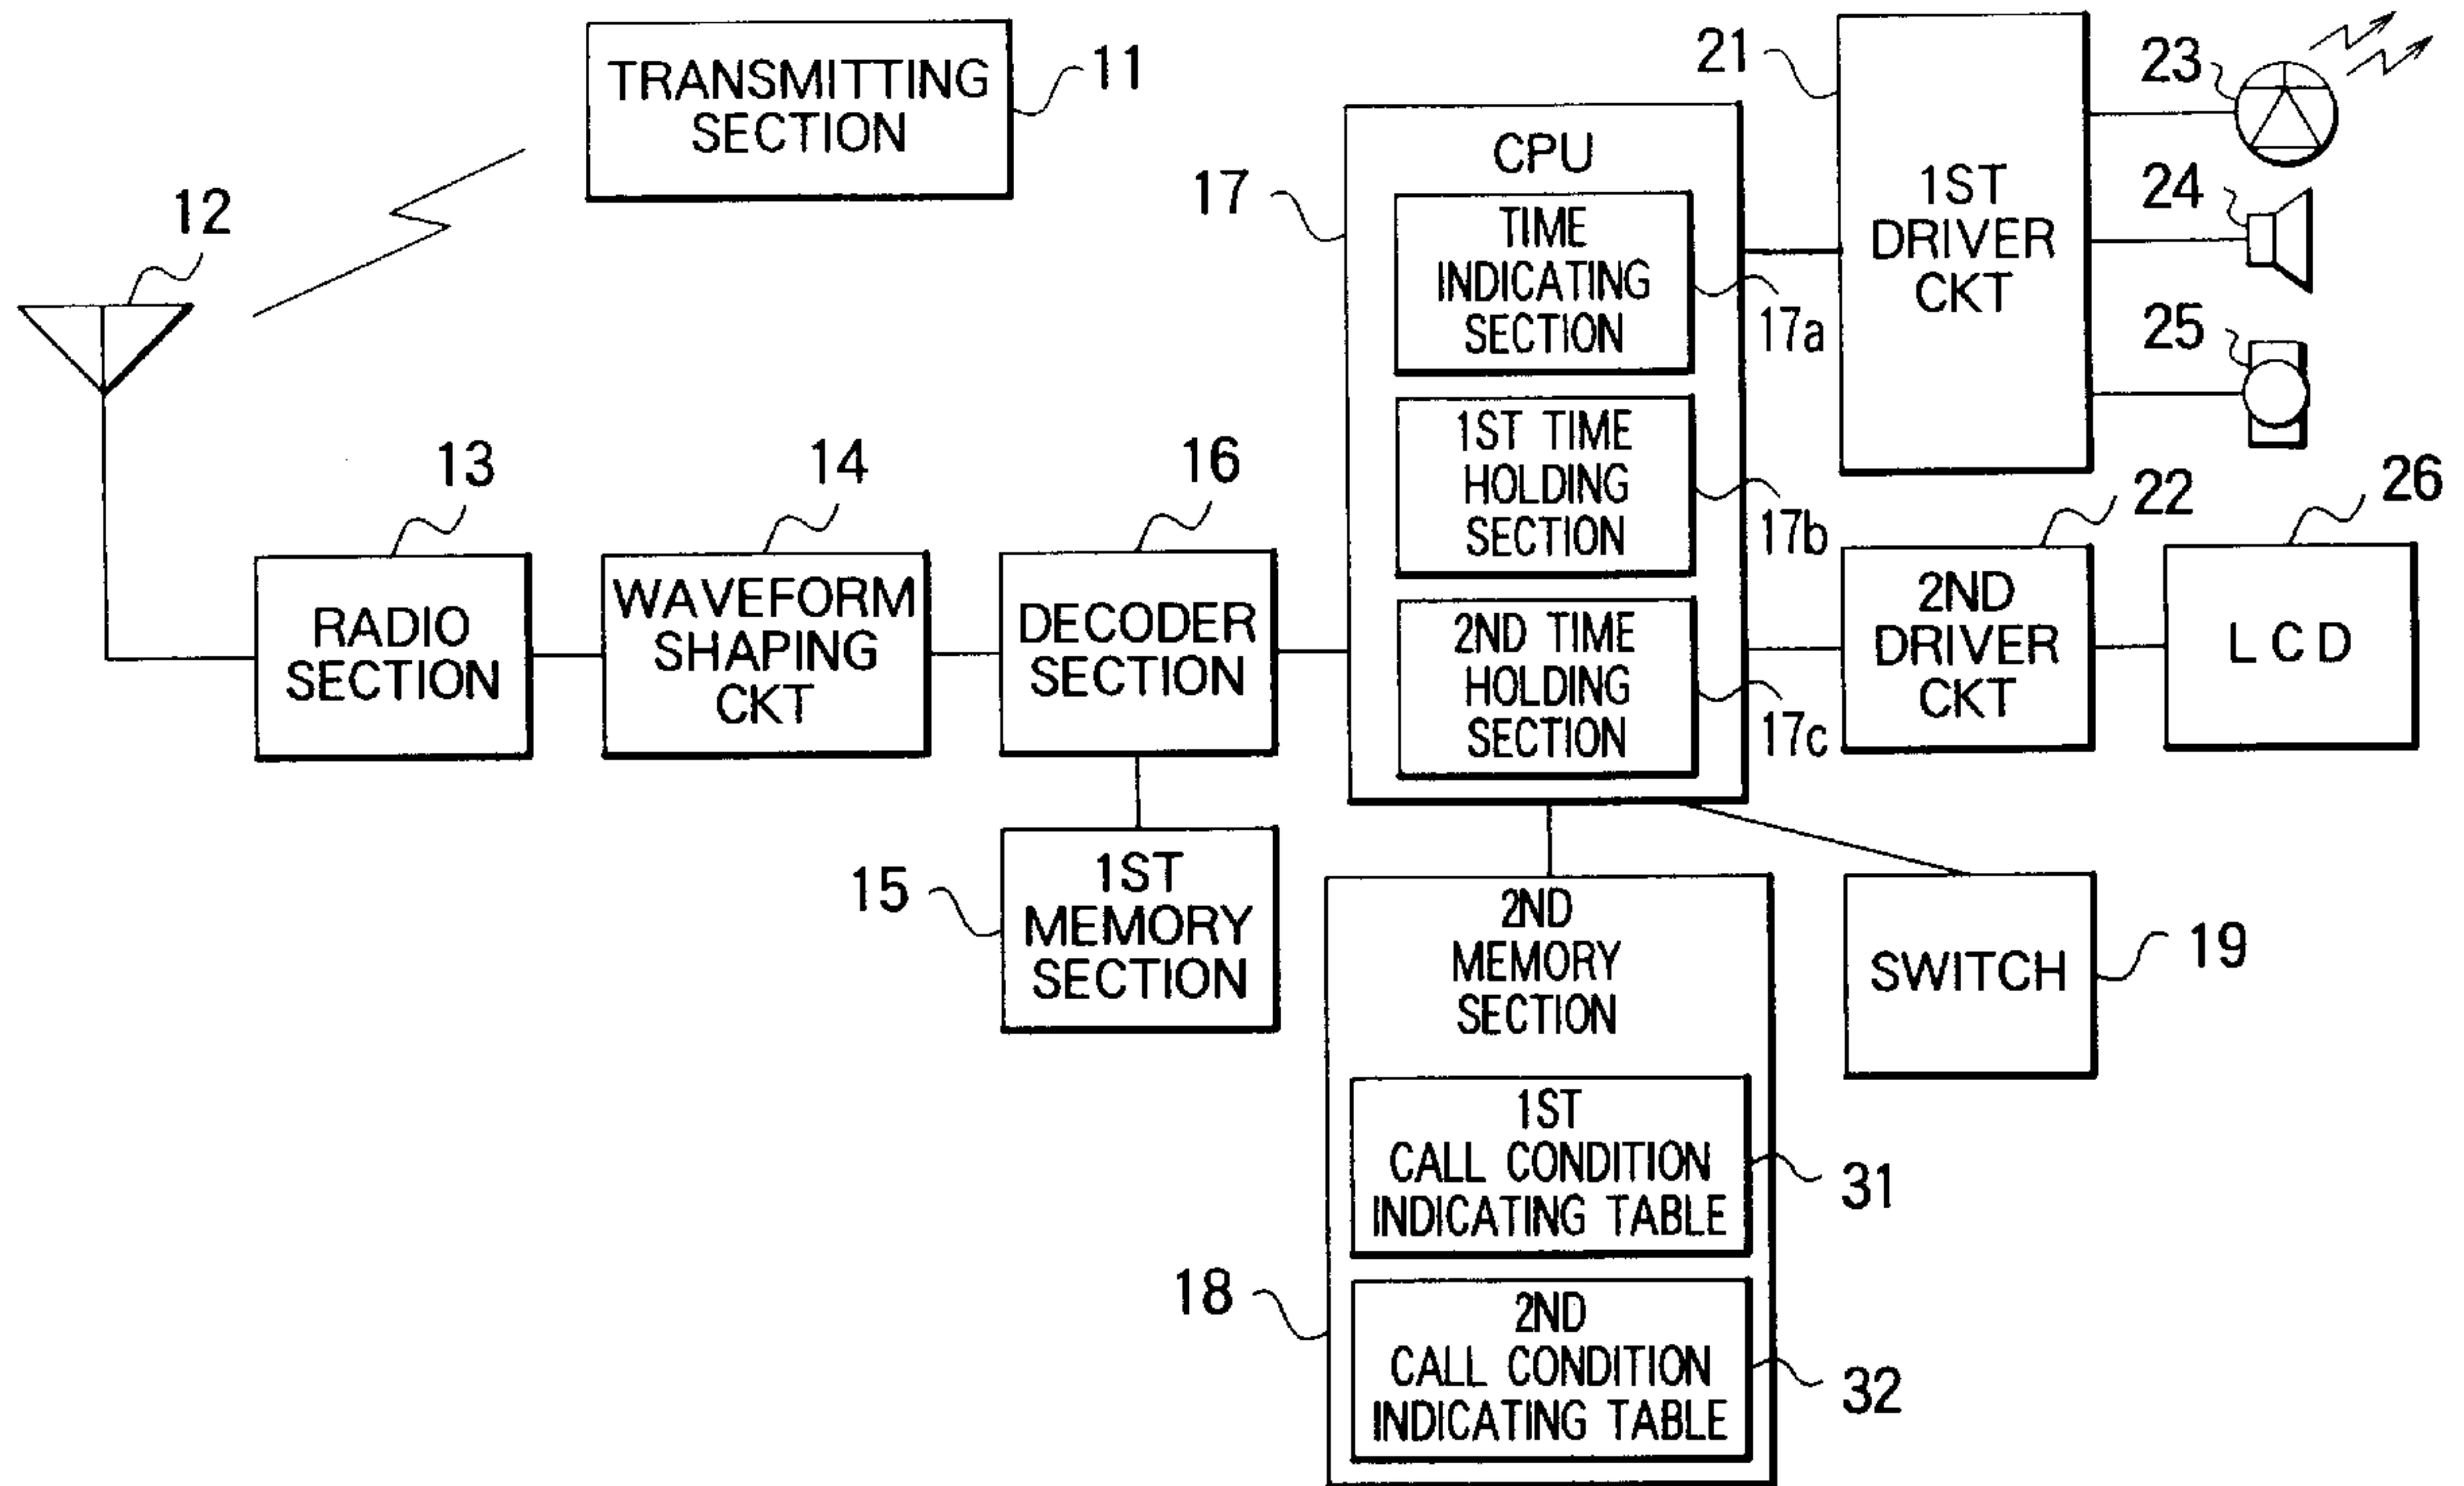 TRANSMITTING
SECTION
11
12
13
RADIO
SECTION
14
WAVEFORM
SHAPING
CKT
16
DECODER
SECTION
15
1ST
MEMORY
SECTION
17
CPU
TIME
INDICATING
SECTION
17a
1ST TIME
HOLDING
SECTION
17b
2ND TIME
HOLDING
SECTION
17c
21
1ST
DRIVER
CKT
23
24
25
22
2ND
DRIVER
CKT
26
LCD
18
2ND
MEMORY
SECTION
1ST
CALL CONDITION
INDICATING TABLE
31
2ND
CALL CONDITION
INDICATING TABLE
32
SWITCH
19